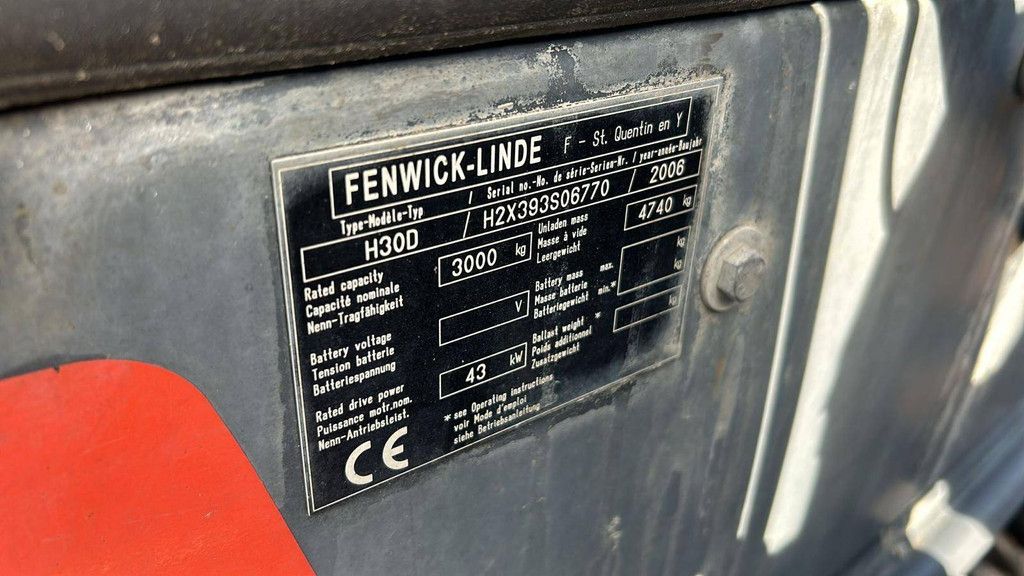 FENWICK-LINDE F - St. Quentin en Y
Type-Modèle-Typ / Serial no.-No. de série-Serien-Nr. / year-année-Baujahr
H30D / H2X393S06770 / 2006
Rated capacity
Capacité nominale
Nenn-Tragfähigkeit
3000 kg
Unladen mass
Masse à vide
Leergewicht
4740 kg
Battery voltage
Tension batterie
Batteriespannung
V
Battery mass max.
Masse batterie
Batteriegewicht min.*
kg
kg
Rated drive power
Puissance motr.nom.
Nenn-Antriebsleist.
43 kW
Ballast weight *
Poids additionnel
Zusatzgewicht
kg
* see Operating instructions
voir Mode d'emploi
siehe Betriebsanleitung
CE